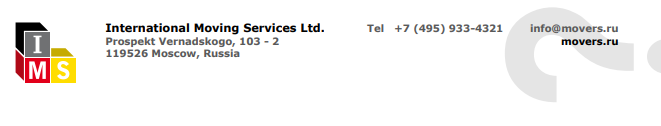 I
M S
International Moving Services Ltd.
Prospekt Vernadskogo, 103 - 2
119526 Moscow, Russia
Tel +7 (495) 933-4321
info@movers.ru
movers.ru